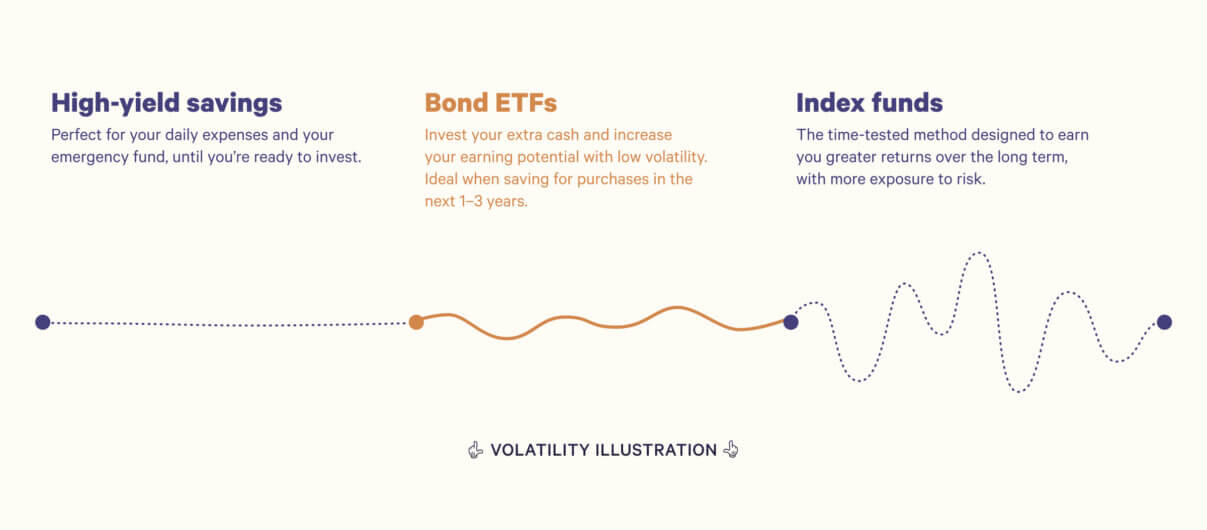 High-yield savings
Perfect for your daily expenses and your
emergency fund, until you’re ready to invest.
Bond ETFs
Invest your extra cash and increase
your earning potential with low volatility.
Ideal when saving for purchases in the
next 1–3 years.
Index funds
The time-tested method designed to earn
you greater returns over the long term,
with more exposure to risk.
VOLATILITY ILLUSTRATION